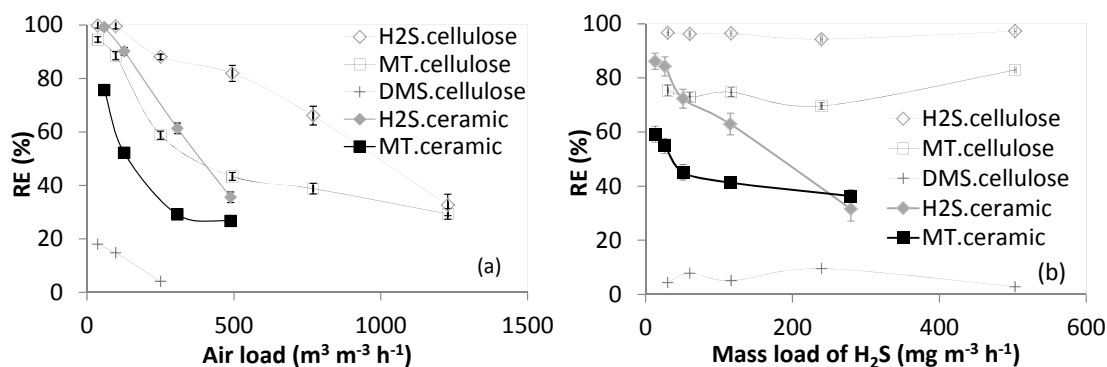 100
80
60
40
20
0
RE (%)
H2S.cellulose
MT.cellulose
DMS.cellulose
H2S.ceramic
MT.ceramic
(a)
0 500 1000 1500
Air load (m³ m⁻³ h⁻¹)
100
80
60
40
20
0
RE (%)
H2S.cellulose
MT.cellulose
DMS.cellulose
H2S.ceramic
MT.ceramic
(b)
0 200 400 600
Mass load of H₂S (mg m⁻³ h⁻¹)